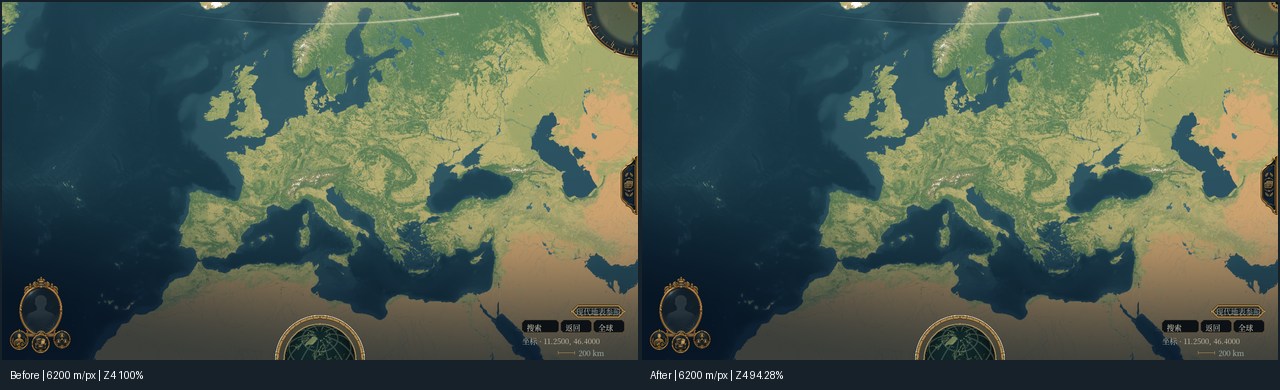 现代地表影像
搜索 返回 全球
坐标 · 11.2500, 46.4000
200 km
Before | 6200 m/px | Z4 100%
现代地表影像
搜索 返回 全球
坐标 · 11.2500, 46.4000
200 km
After | 6200 m/px | Z4 94.28%